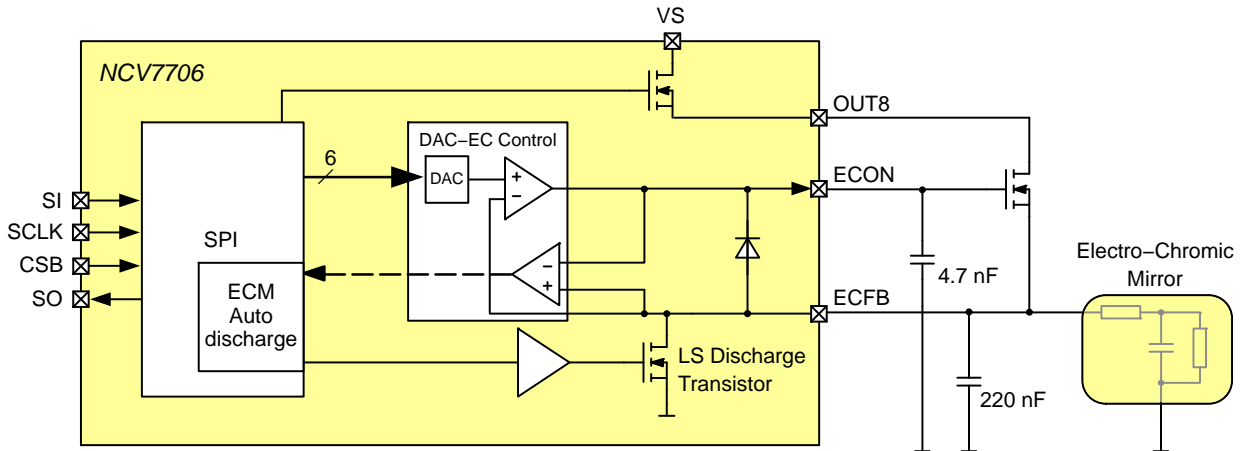 VS
NCV7706
OUT8
DAC−EC Control
6
DAC
+
−
ECON
SI
SCLK
SPI
CSB
SO
−
+
4.7 nF
Electro−Chromic
Mirror
ECM
Auto
discharge
ECFB
LS Discharge
Transistor
220 nF